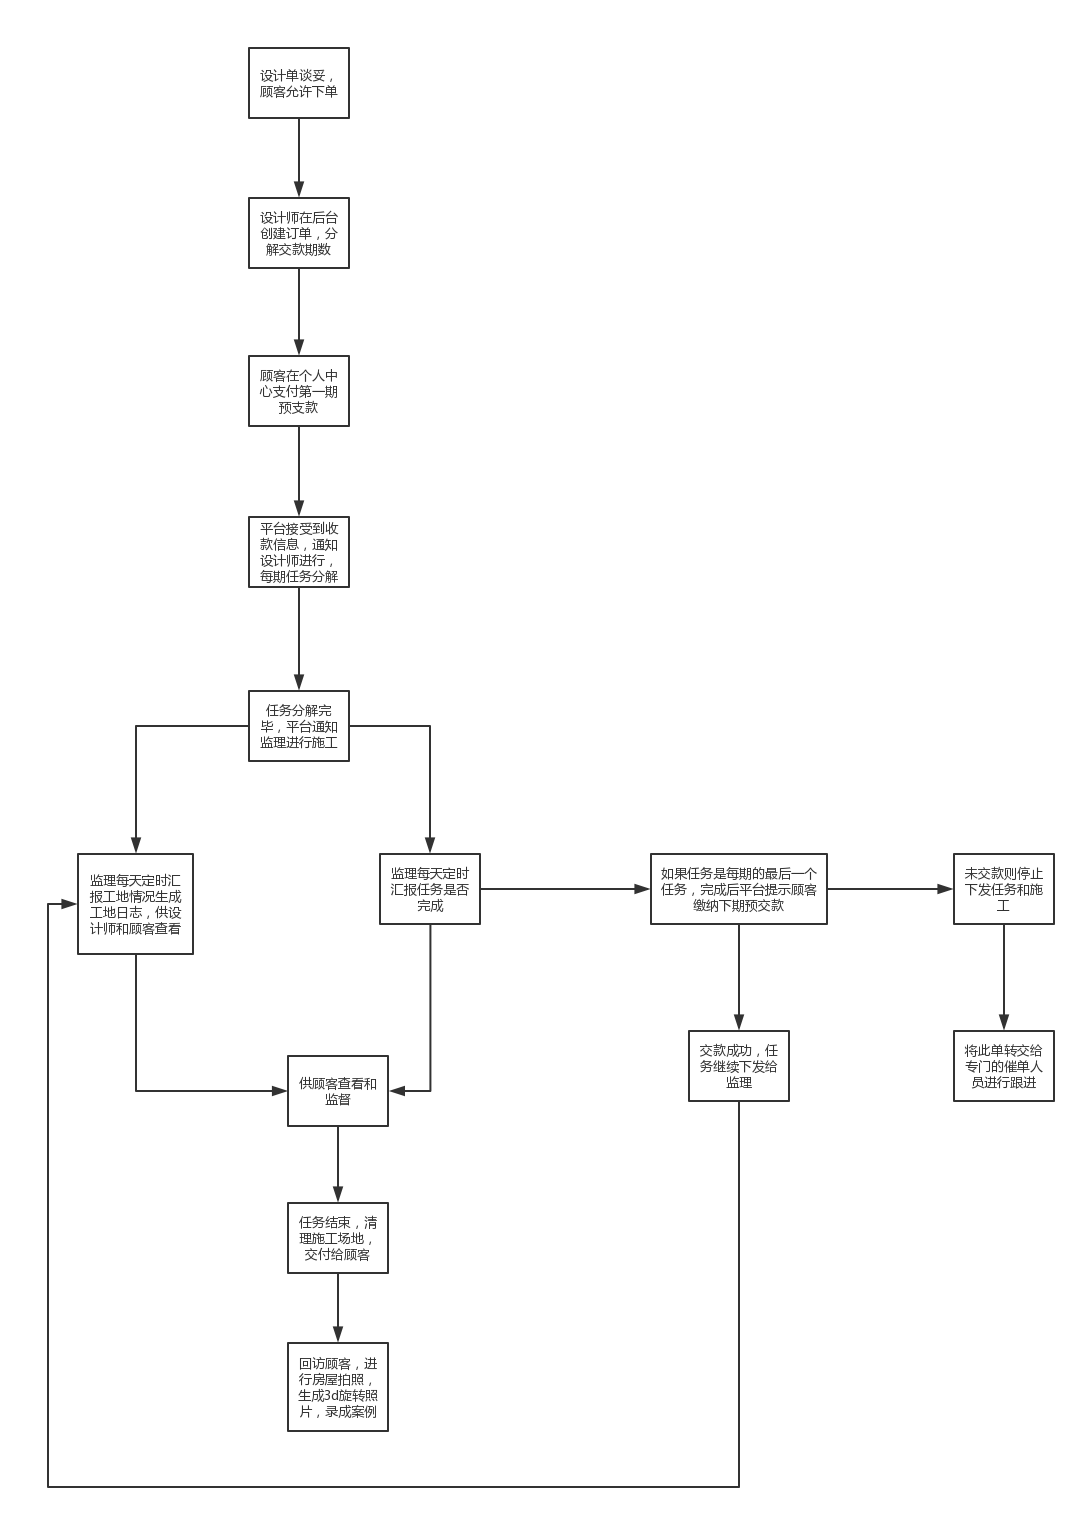 设计单谈妥，
顾客允许下单
设计师在后台
创建订单，分
解交款期数
顾客在个人中
心支付第一期
预支款
平台接受到收
款信息，通知
设计师进行，
每期任务分解
任务分解完
毕，平台通知
监理进行施工
监理每天定时汇
报工地情况生成
工地日志，供设
计师和顾客查看
监理每天定时
汇报任务是否
完成
如果任务是每期的最后一个
任务，完成后平台提示顾客
缴纳下期预交款
未交款则停止
下发任务和施
工
供顾客查看和
监督
交款成功，任
务继续下发给
监理
将此单转交给
专门的催单人
员进行跟进
任务结束，清
理施工场地，
交付给顾客
回访顾客，进
行房屋拍照，
生成3d旋转照
片，录成案例